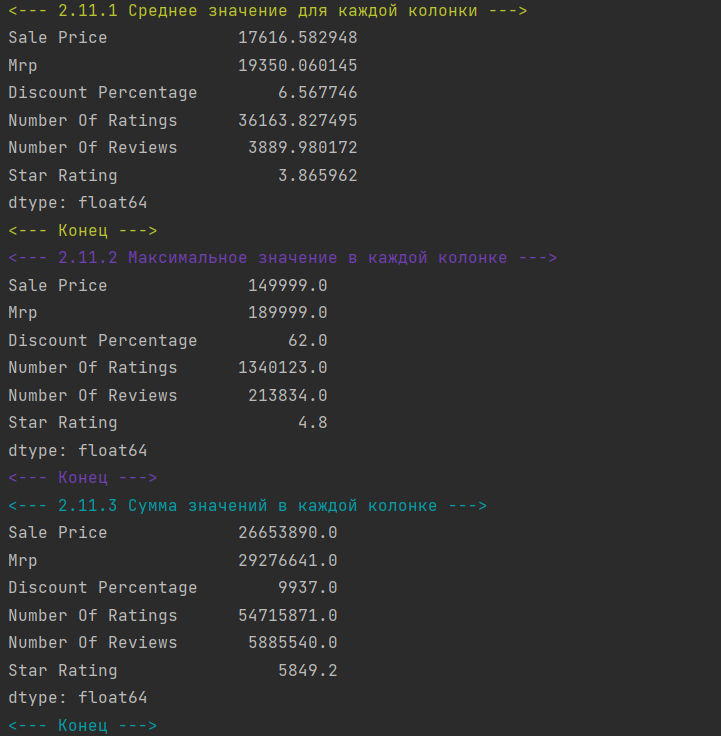 <--- 2.11.1 Среднее значение для каждой колонки --->
Sale Price             17616.582948
Mrp                    19350.060145
Discount Percentage        6.567746
Number Of Ratings      36163.827495
Number Of Reviews       3889.980172
Star Rating                3.865962
dtype: float64
<--- Конец --->
<--- 2.11.2 Максимальное значение в каждой колонке --->
Sale Price              149999.0
Mrp                     189999.0
Discount Percentage         62.0
Number Of Ratings      1340123.0
Number Of Reviews       213834.0
Star Rating                  4.8
dtype: float64
<--- Конец --->
<--- 2.11.3 Сумма значений в каждой колонке --->
Sale Price             26653890.0
Mrp                    29276641.0
Discount Percentage        9937.0
Number Of Ratings      54715871.0
Number Of Reviews       5885540.0
Star Rating                5849.2
dtype: float64
<--- Конец --->